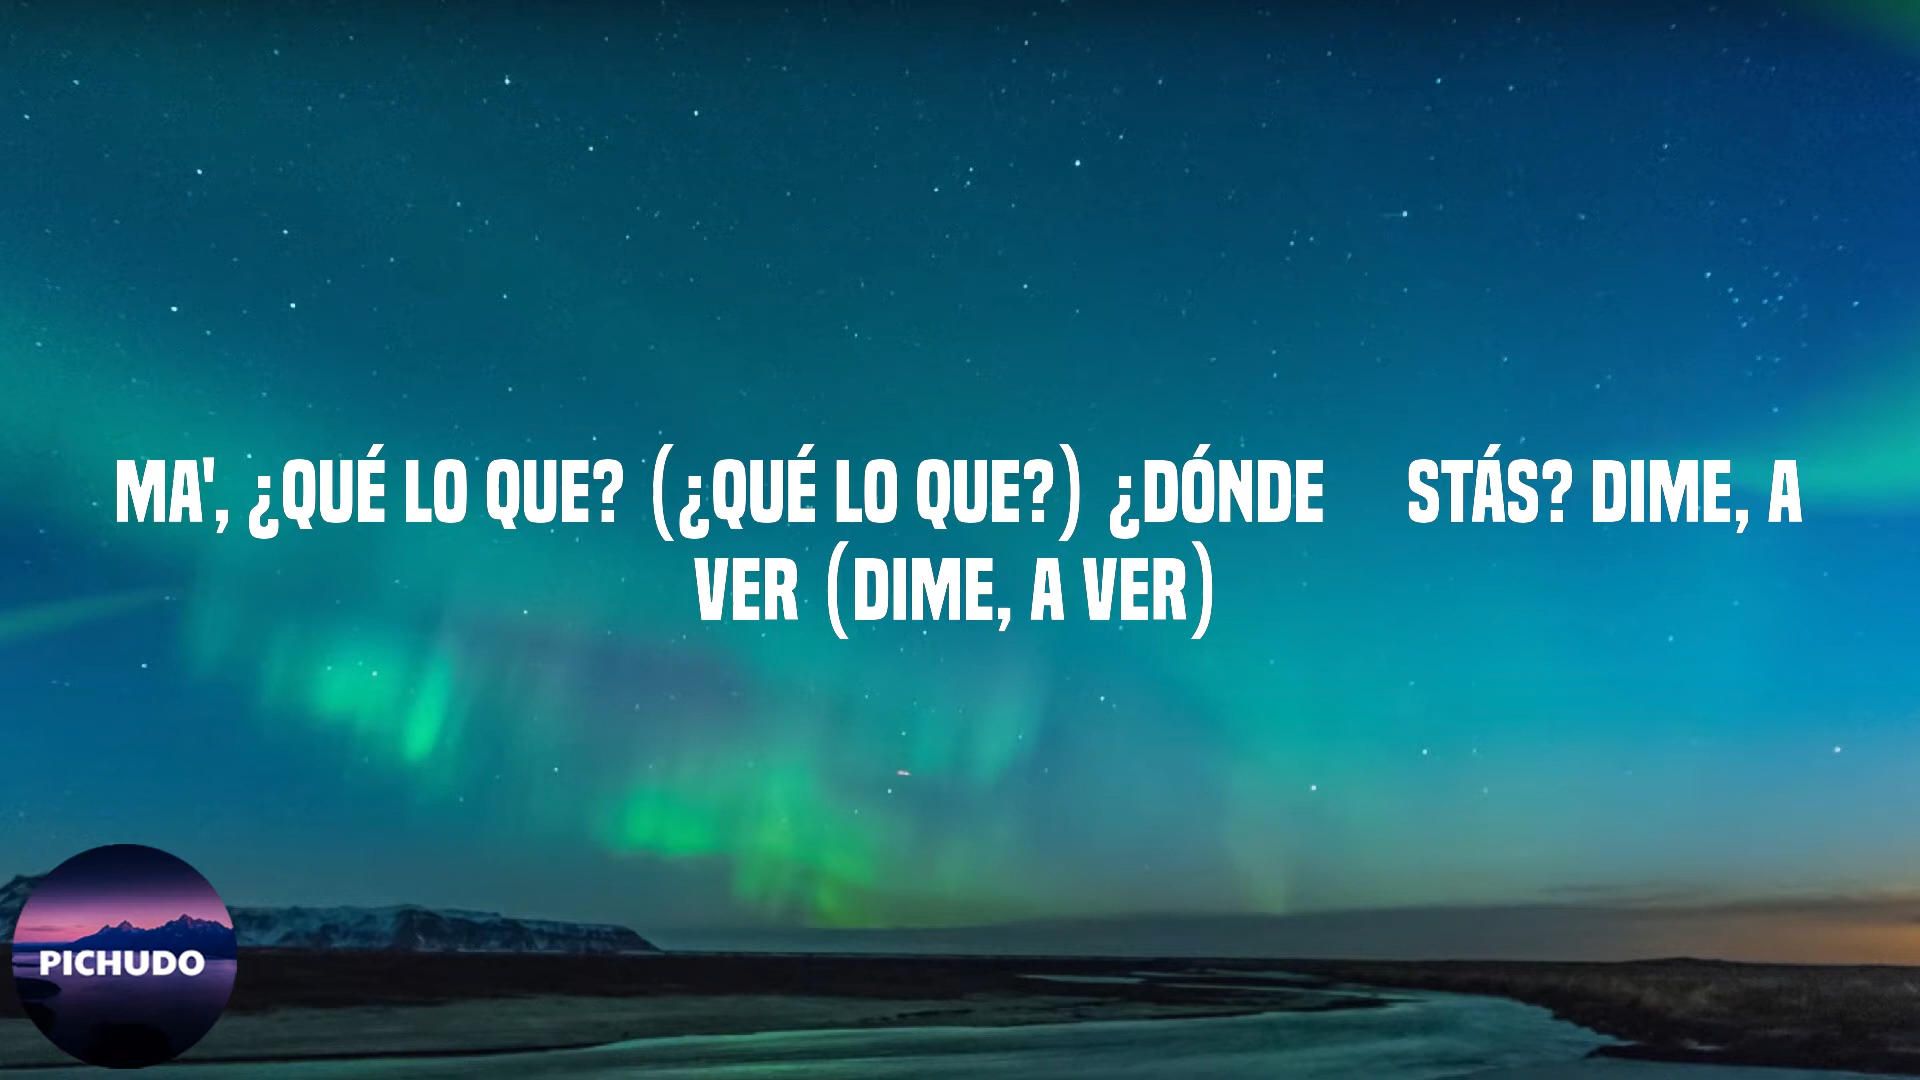 MA', ¿QUÉ LO QUE? (¿QUÉ LO QUE?) ¿DÓNDE STÁS? DIME, A
VER (DIME, A VER)
PICHUDO